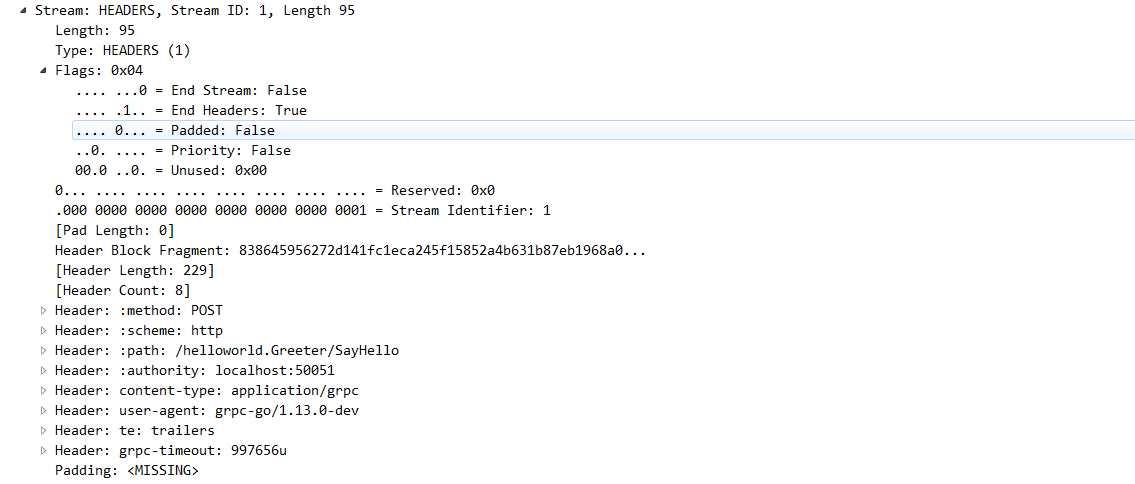 Stream: HEADERS, Stream ID: 1, Length 95
Length: 95
Type: HEADERS (1)
Flags: 0x04
.... ...0 = End Stream: False
.... .1.. = End Headers: True
.... 0... = Padded: False
..0. .... = Priority: False
00.0 ..0. = Unused: 0x00
0... .... .... .... .... .... .... .... = Reserved: 0x0
.000 0000 0000 0000 0000 0000 0000 0001 = Stream Identifier: 1
[Pad Length: 0]
Header Block Fragment: 838645956272d141fc1eca245f15852a4b631b87eb1968a0...
[Header Length: 229]
[Header Count: 8]
Header: :method: POST
Header: :scheme: http
Header: :path: /helloworld.Greeter/SayHello
Header: :authority: localhost:50051
Header: content-type: application/grpc
Header: user-agent: grpc-go/1.13.0-dev
Header: te: trailers
Header: grpc-timeout: 997656u
Padding: <MISSING>